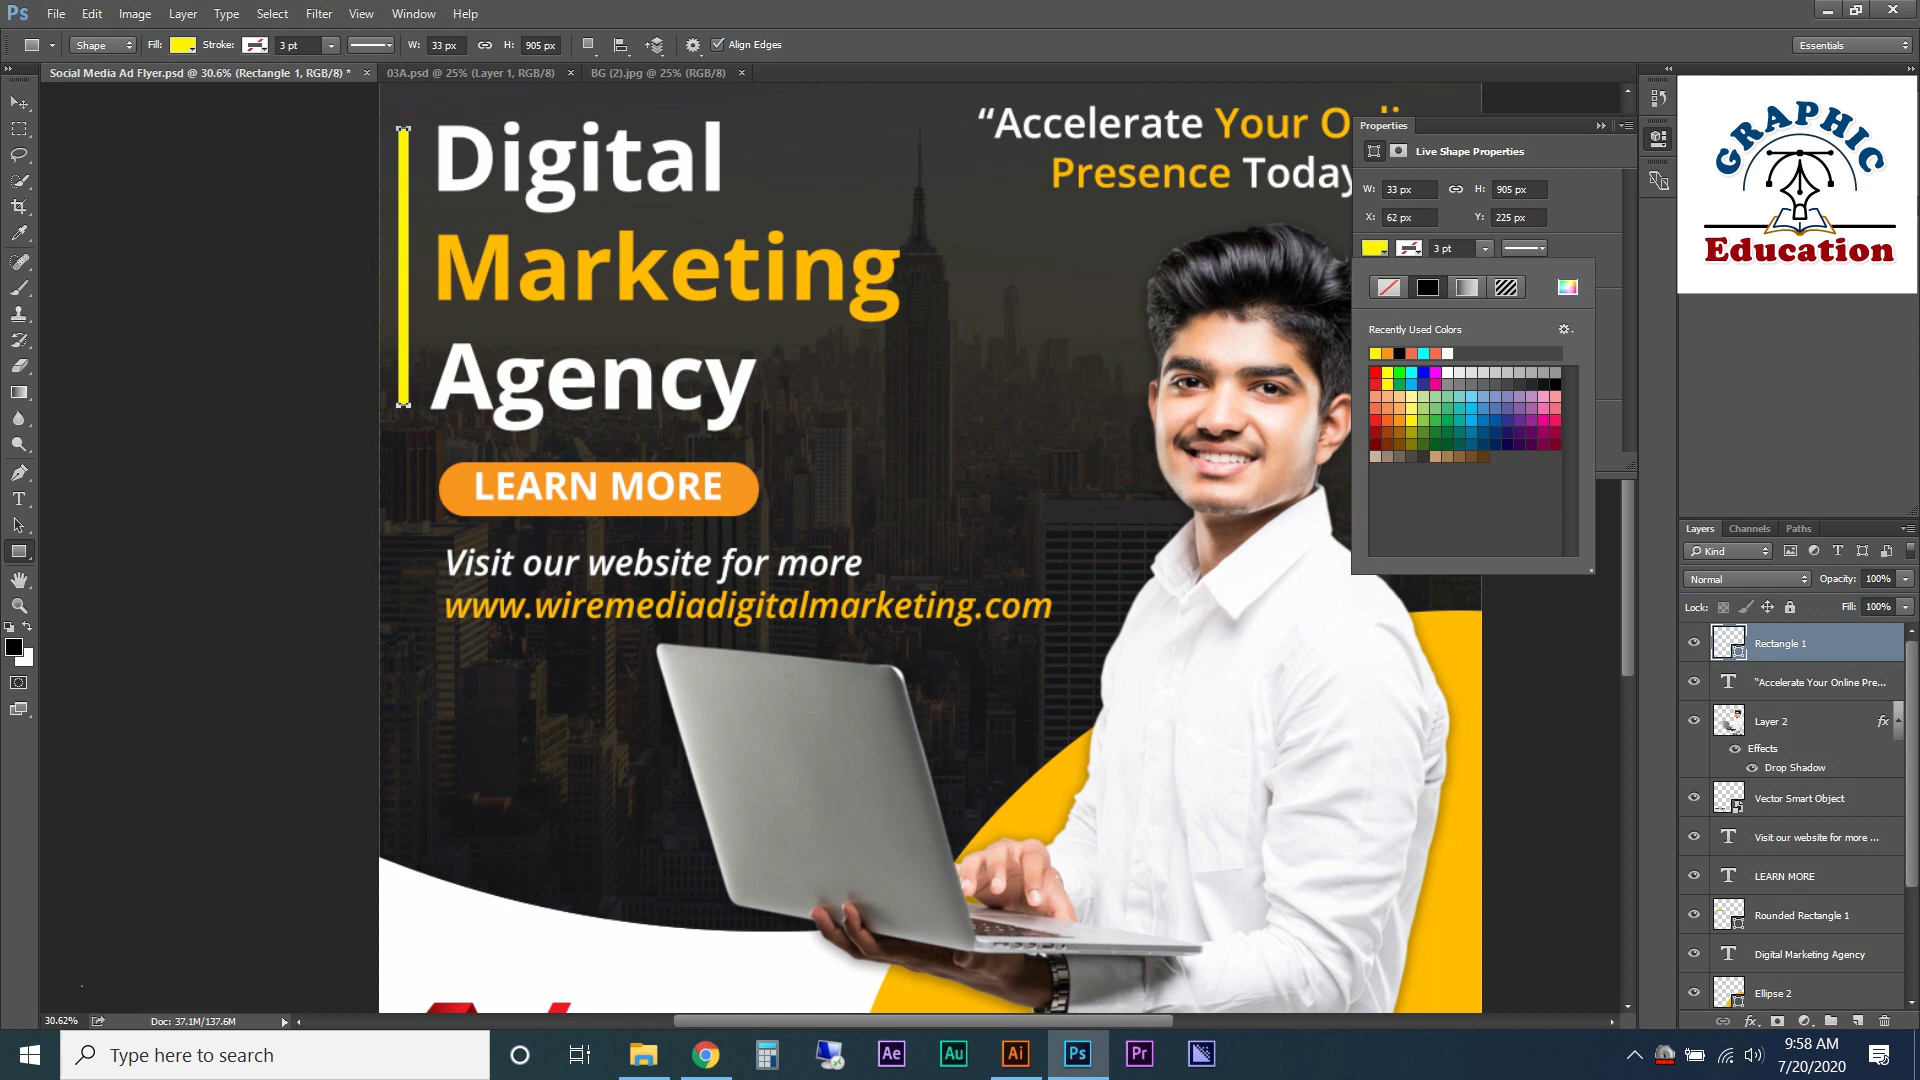 Ps File Edit Image Layer Type Select Filter View Window Help
Shape Fill: Stroke: 3 pt W: 33 px H: 905 px Align Edges Essentials
Social Media Ad Flyer.psd @ 30.6% (Rectangle 1, RGB/8) * 03A.psd @ 25% (Layer 1, RGB/8) BG (2).jpg @ 25% (RGB/8)
Digital
Marketing
Agency
LEARN MORE
Visit our website for more
www.wiremediadigitalmarketing.com
“Accelerate Your Onli
Presence Today
Properties
Live Shape Properties
W: 33 px H: 905 px
X: 62 px Y: 225 px
3 pt
Recently Used Colors
GRAPHIC
Education
Layers Channels Paths
Kind
Normal Opacity: 100%
Lock: Fill: 100%
Rectangle 1
“Accelerate Your Online Pre...
Layer 2 fx
Effects
Drop Shadow
Vector Smart Object
Visit our website for more ...
LEARN MORE
Rounded Rectangle 1
Digital Marketing Agency
Ellipse 2
fx
30.62% Doc: 37.1M/137.6M
Type here to search
Ae Au Ai Ps Pr
9:58 AM
7/20/2020